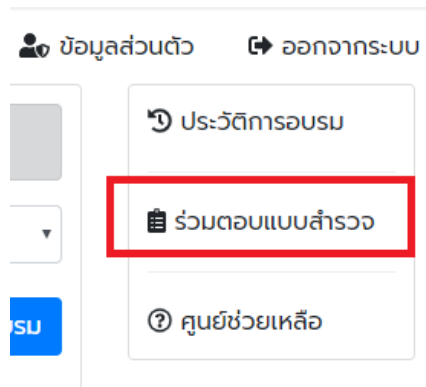 ข้อมูลส่วนตัว ออกจากระบบ
ประวัติการอบรม
ร่วมตอบแบบสำรวจ
ศูนย์ช่วยเหลือ